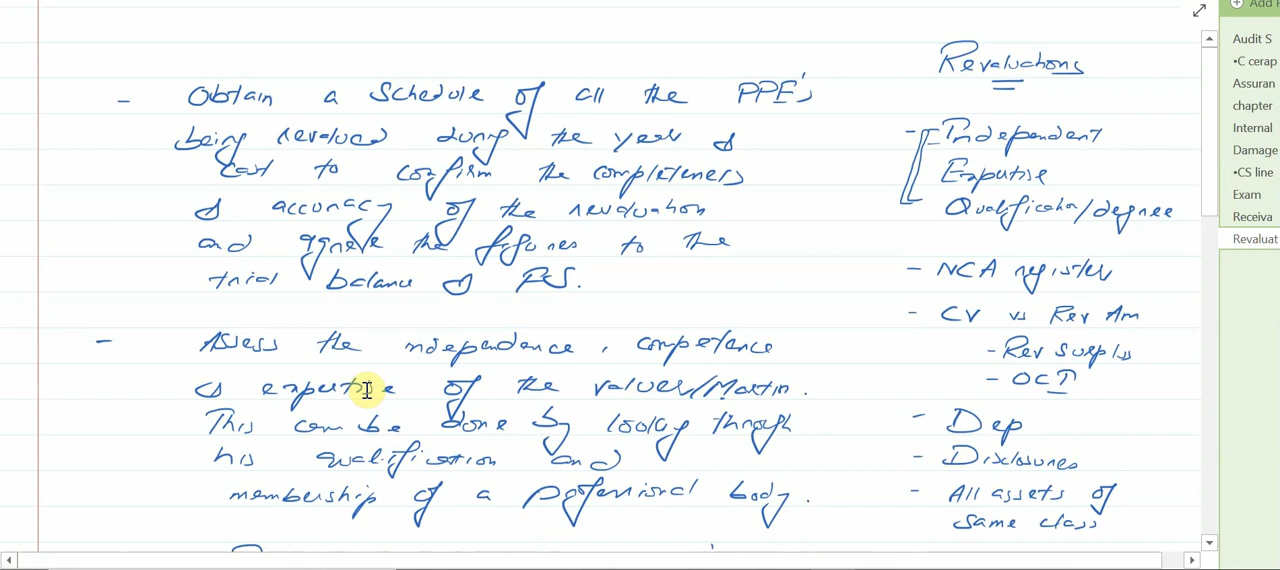 - Obtain a schedule of all the PPE's
being revalued during the year &
cast to confirm the completeness
& accuracy of the revaluation
and agree the figures to the
trial balance & FS.
- Assess the independence, competence
& expertise of the valuer/Martin.
This can be done by looking through
his qualification and
membership of a professional body.
Revaluations
- Independent
Expertise
Qualification/degree
- NCA register
- CV vs Rev Am
- Rev Surplus
- OCI
- Dep
- Disclosures
- All assets of
same class
Add
Audit S
•C cerap
Assuran
chapter
Internal
Damage
•CS line
Exam
Receiva
Revaluat